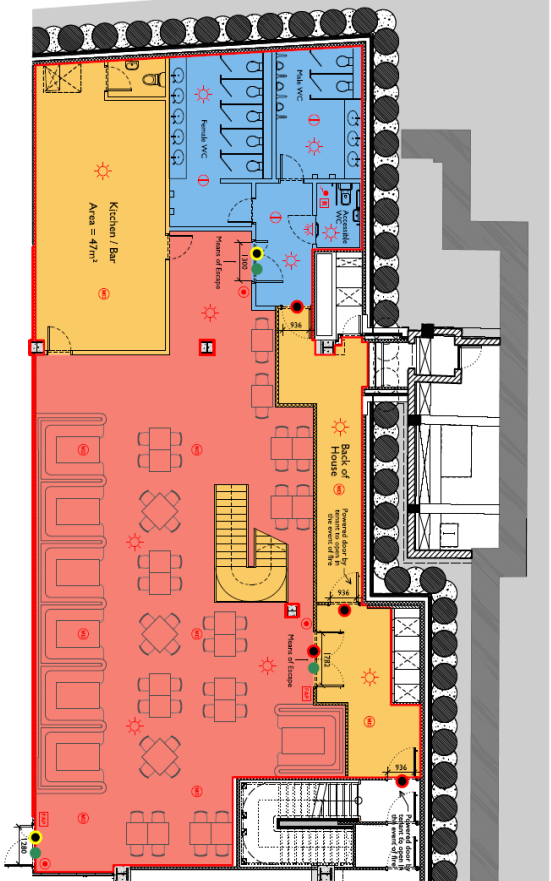 Male WC
Female WC
Accessible
WC
Kitchen / Bar
Area = 47m²
Means of Escape
1300
936
Back of
House
Powered door by
tenant to open in
the event of fire
936
Means of Escape
1782
FAP
936
Powered door by
tenant to open in
the event of fire
FAP
1280